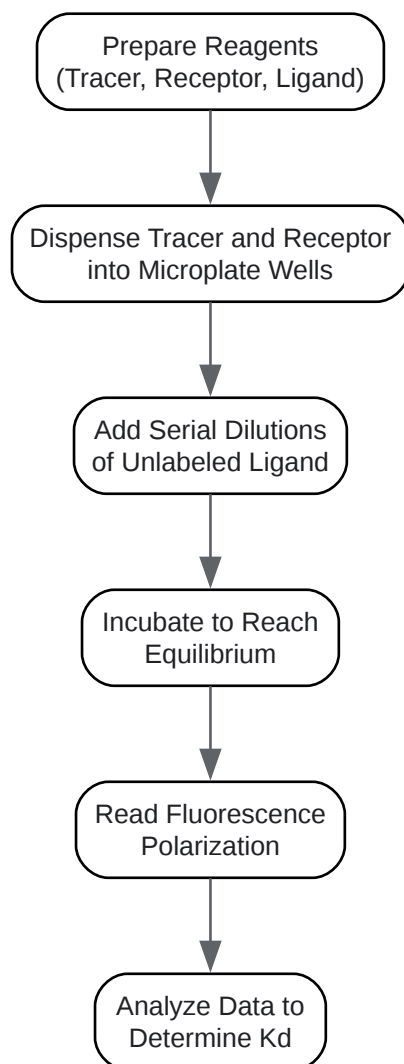 Prepare Reagents
(Tracer, Receptor, Ligand)
Dispense Tracer and Receptor
into Microplate Wells
Add Serial Dilutions
of Unlabeled Ligand
Incubate to Reach
Equilibrium
Read Fluorescence
Polarization
Analyze Data to
Determine Kd